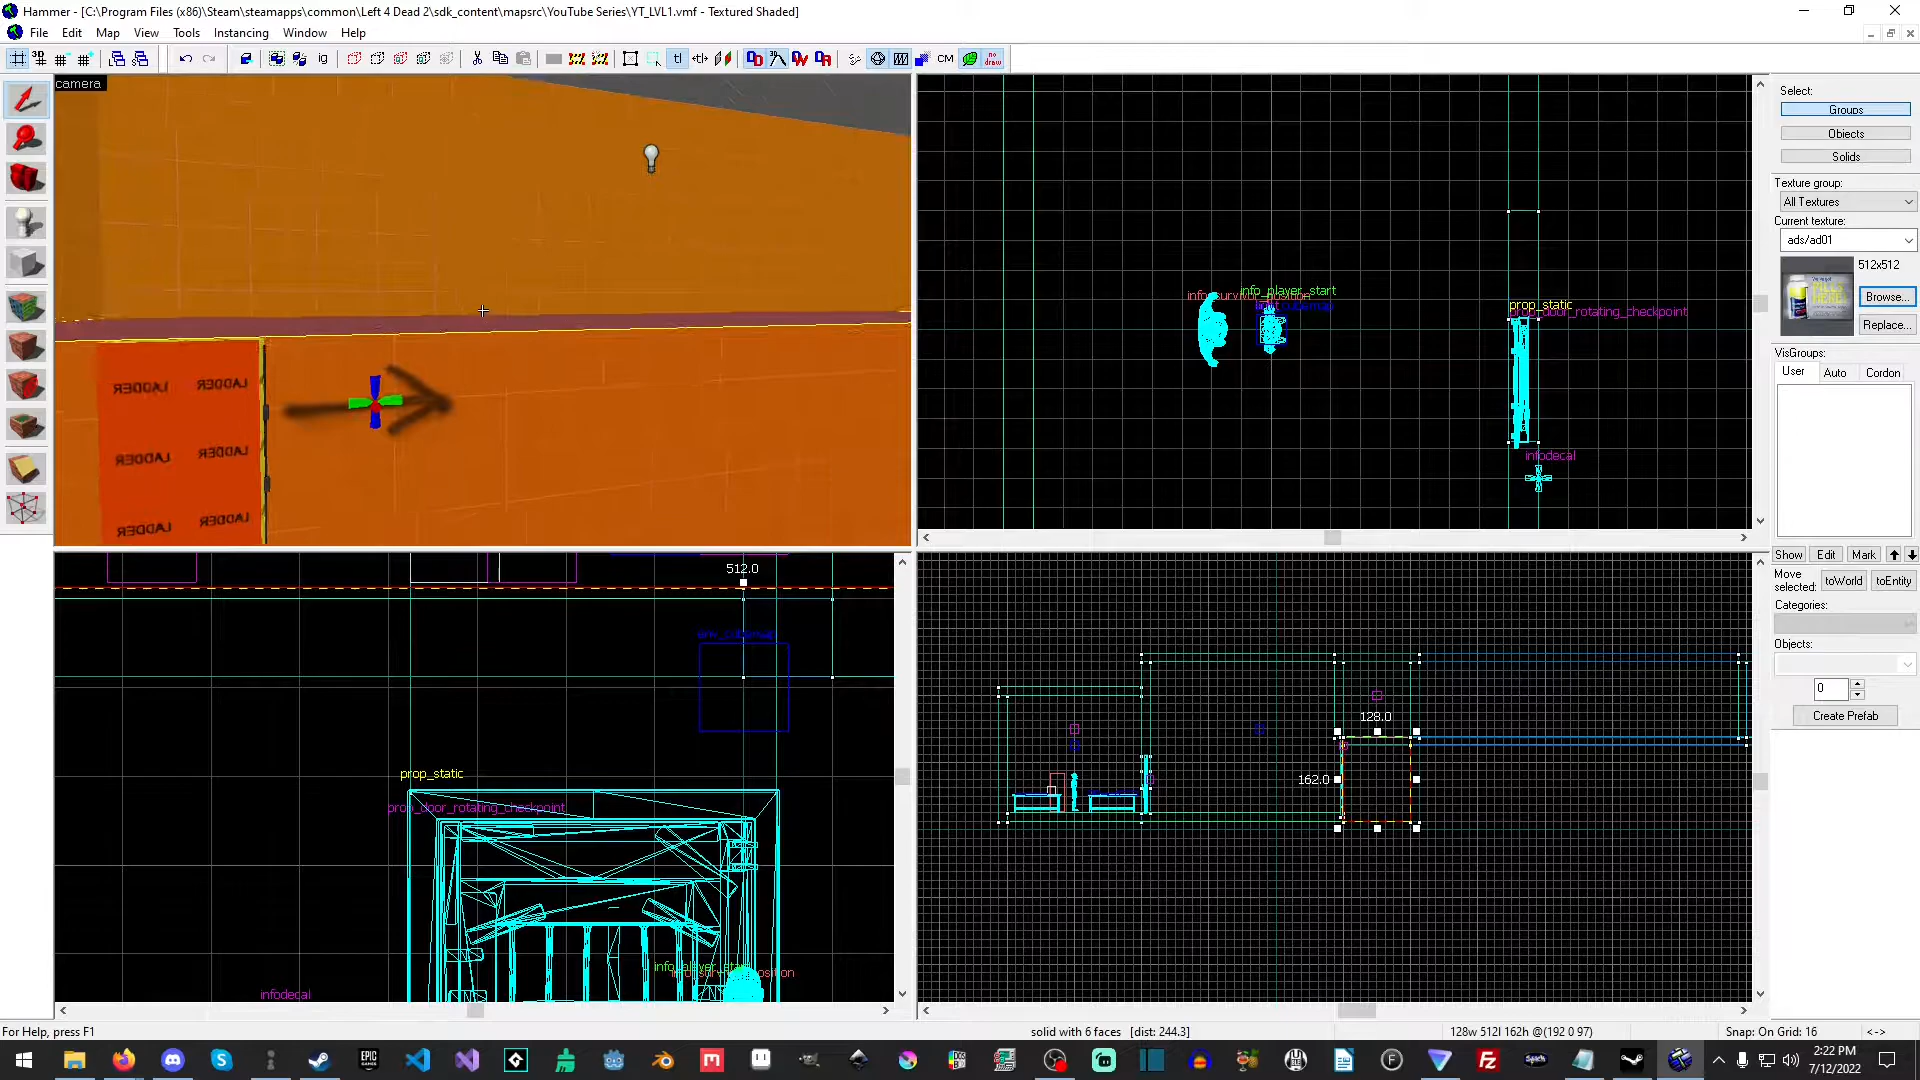 Hammer - [C:\Program Files (x86)\Steam\steamapps\common\Left 4 Dead 2\sdk_content\mapsrc\YouTube Series\YT_LVL1.vmf - Textured Shaded]
File Edit Map View Tools Instancing Window Help
camera
LADDER LADDER
LADDER LADDER
LADDER LADDER
info_player_start
prop_static
prop_door_rotating_checkpoint
infodecal
512.0
prop_static
prop_door_rotating_checkpoint
infodecal
128.0
162.0
Select:
Groups
Objects
Solids
Texture group:
All Textures
Current texture:
ads/ad01
512x512
PILLS HERE!
Browse...
Replace...
VisGroups:
User Auto Cordon
Show Edit Mark
Move selected: toWorld toEntity
Categories:
Objects:
0
Create Prefab
For Help, press F1
solid with 6 faces [dist: 244.3]
128w 512l 162h @(192 0 97)
Snap: On Grid: 16
<->
2:22 PM
7/12/2022